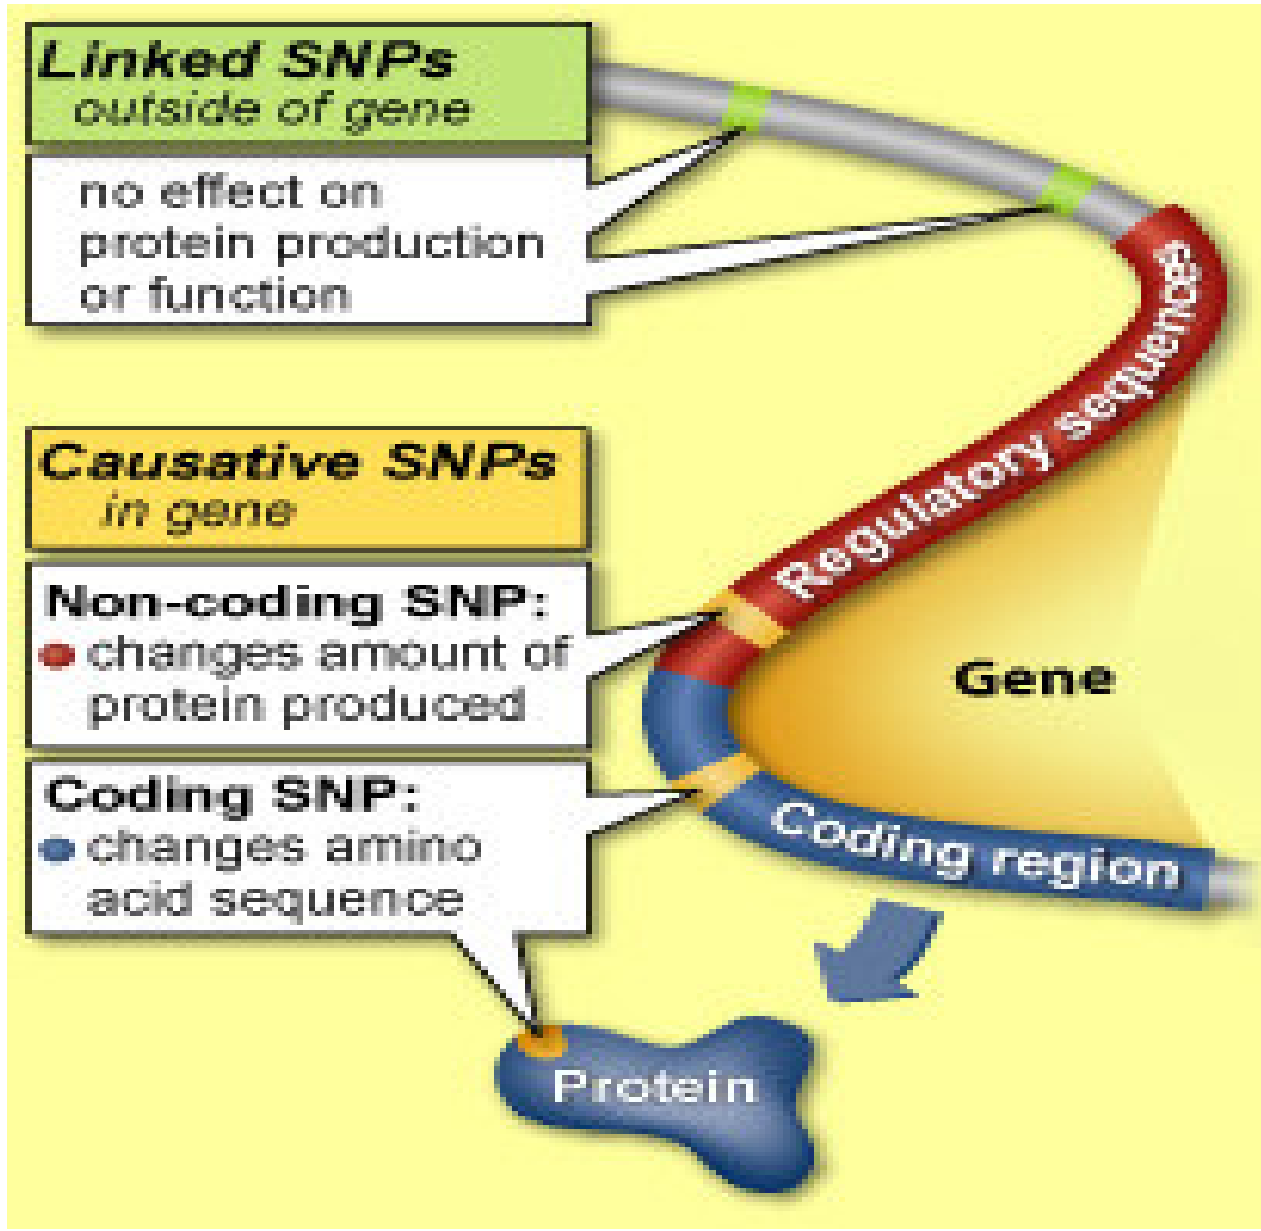 Linked SNPs
outside of gene
no effect on
protein production
or function
Regulatory sequences
Causative SNPs
in gene
Non-coding SNP:
changes amount of
protein produced
Gene
Coding SNP:
changes amino
acid sequence
Coding region
Protein